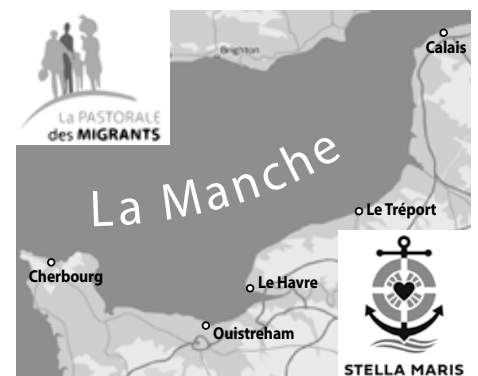 Brighton
Calais
La PASTORALE
des MIGRANTS
La Manche
Le Tréport
Cherbourg
Le Havre
Ouistreham
STELLA MARIS